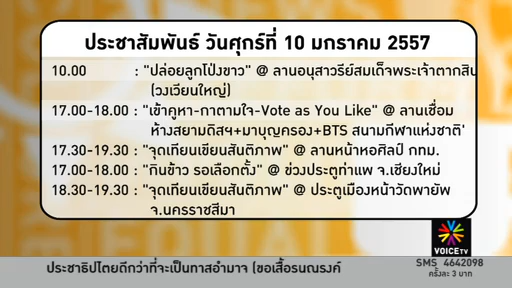 ประชาสัมพันธ์ วันศุกร์ที่ 10 มกราคม 2557
10.00 : "ปล่อยลูกโป่งขาว" @ ลานอนุสาวรีย์สมเด็จพระเจ้าตากสิน
(วงเวียนใหญ่)
17.00-18.00 : "เข้าคูหา-กาตามใจ-Vote as You Like" @ ลานเชื่อม
ห้างสยามดิสฯ+มาบุญครอง+BTS สนามกีฬาแห่งชาติ'
17.30-19.30 : "จุดเทียนเขียนสันติภาพ" @ ลานหน้าหอศิลป์ กทม.
17.00-18.00 : "กินข้าว รอเลือกตั้ง" @ ข่วงประตูท่าแพ จ.เชียงใหม่
18.30-19.30 : "จุดเทียนเขียนสันติภาพ" @ ประตูเมืองหน้าวัดพายัพ
จ.นครราชสีมา
VOICE TV
SMS 4642098
ครั้งละ 3 บาท
ประชาธิปไตยดีกว่าที่จะเป็นทาสอำมาจ (ขอเสื้อรณณรงค์